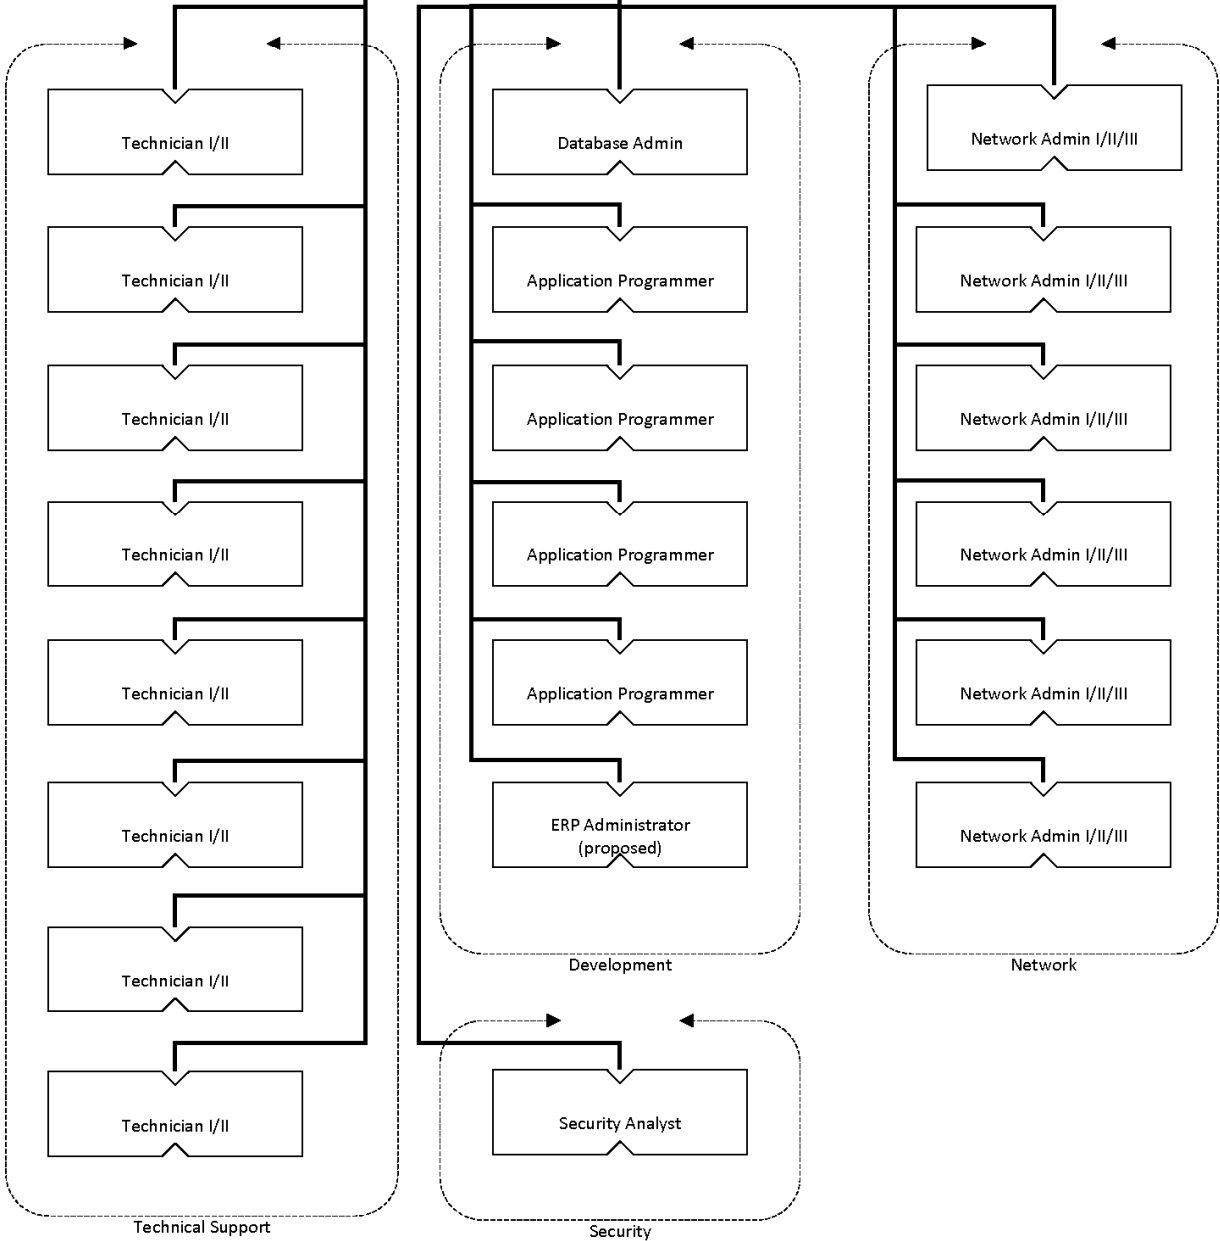 Technician I/II
Technician I/II
Technician I/II
Technician I/II
Technician I/II
Technician I/II
Technician I/II
Technician I/II
Technical Support
Database Admin
Application Programmer
Application Programmer
Application Programmer
Application Programmer
ERP Administrator
(proposed)
Development
Security Analyst
Security
Network Admin I/II/III
Network Admin I/II/III
Network Admin I/II/III
Network Admin I/II/III
Network Admin I/II/III
Network Admin I/II/III
Network